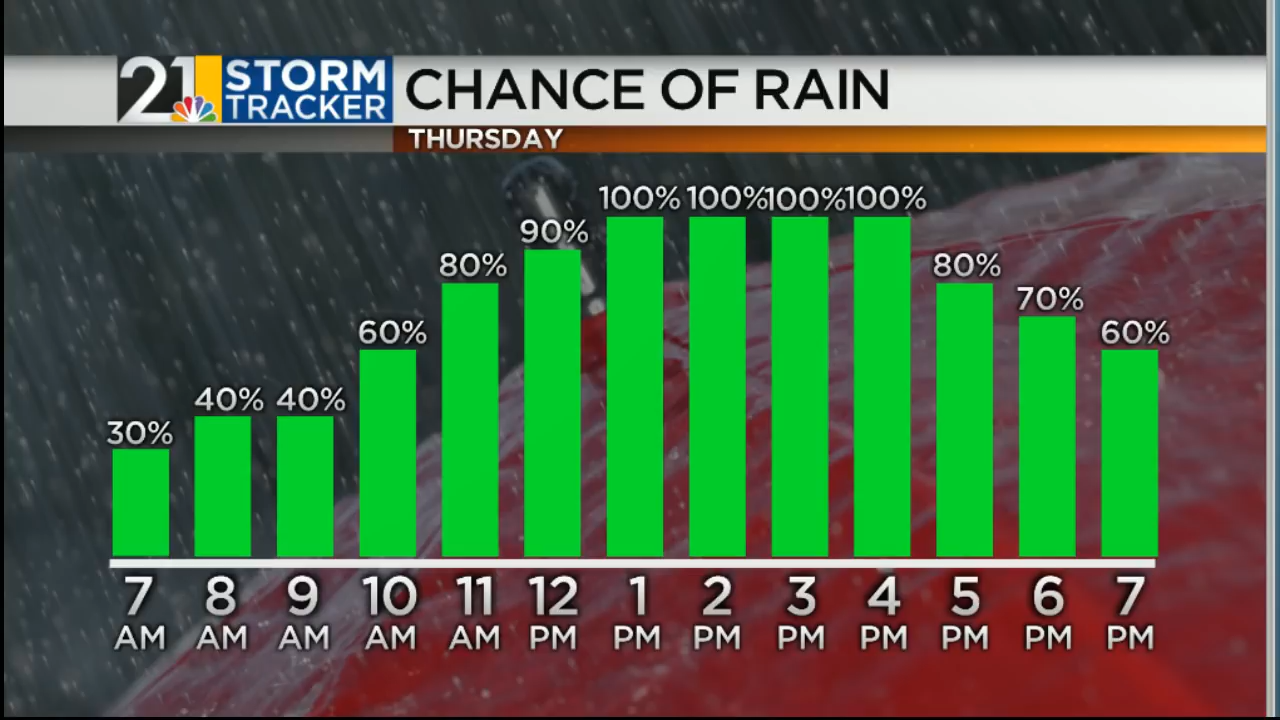 21 STORM TRACKER
CHANCE OF RAIN
THURSDAY
30% 40% 40% 60% 80% 90% 100% 100% 100% 100% 80% 70% 60%
7 8 9 10 11 12 1 2 3 4 5 6 7
AM AM AM AM AM PM PM PM PM PM PM PM PM